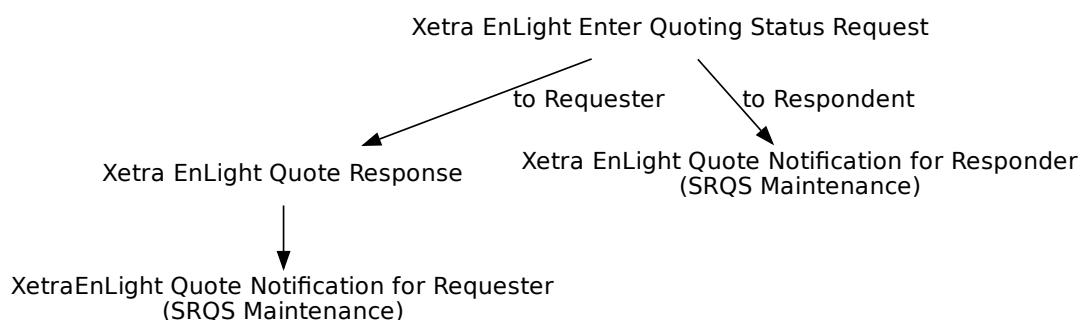 Xetra EnLight Enter Quoting Status Request
to Requester
to Respondent
Xetra EnLight Quote Response
Xetra EnLight Quote Notification for Responder
(SRQS Maintenance)
XetraEnLight Quote Notification for Requester
(SRQS Maintenance)